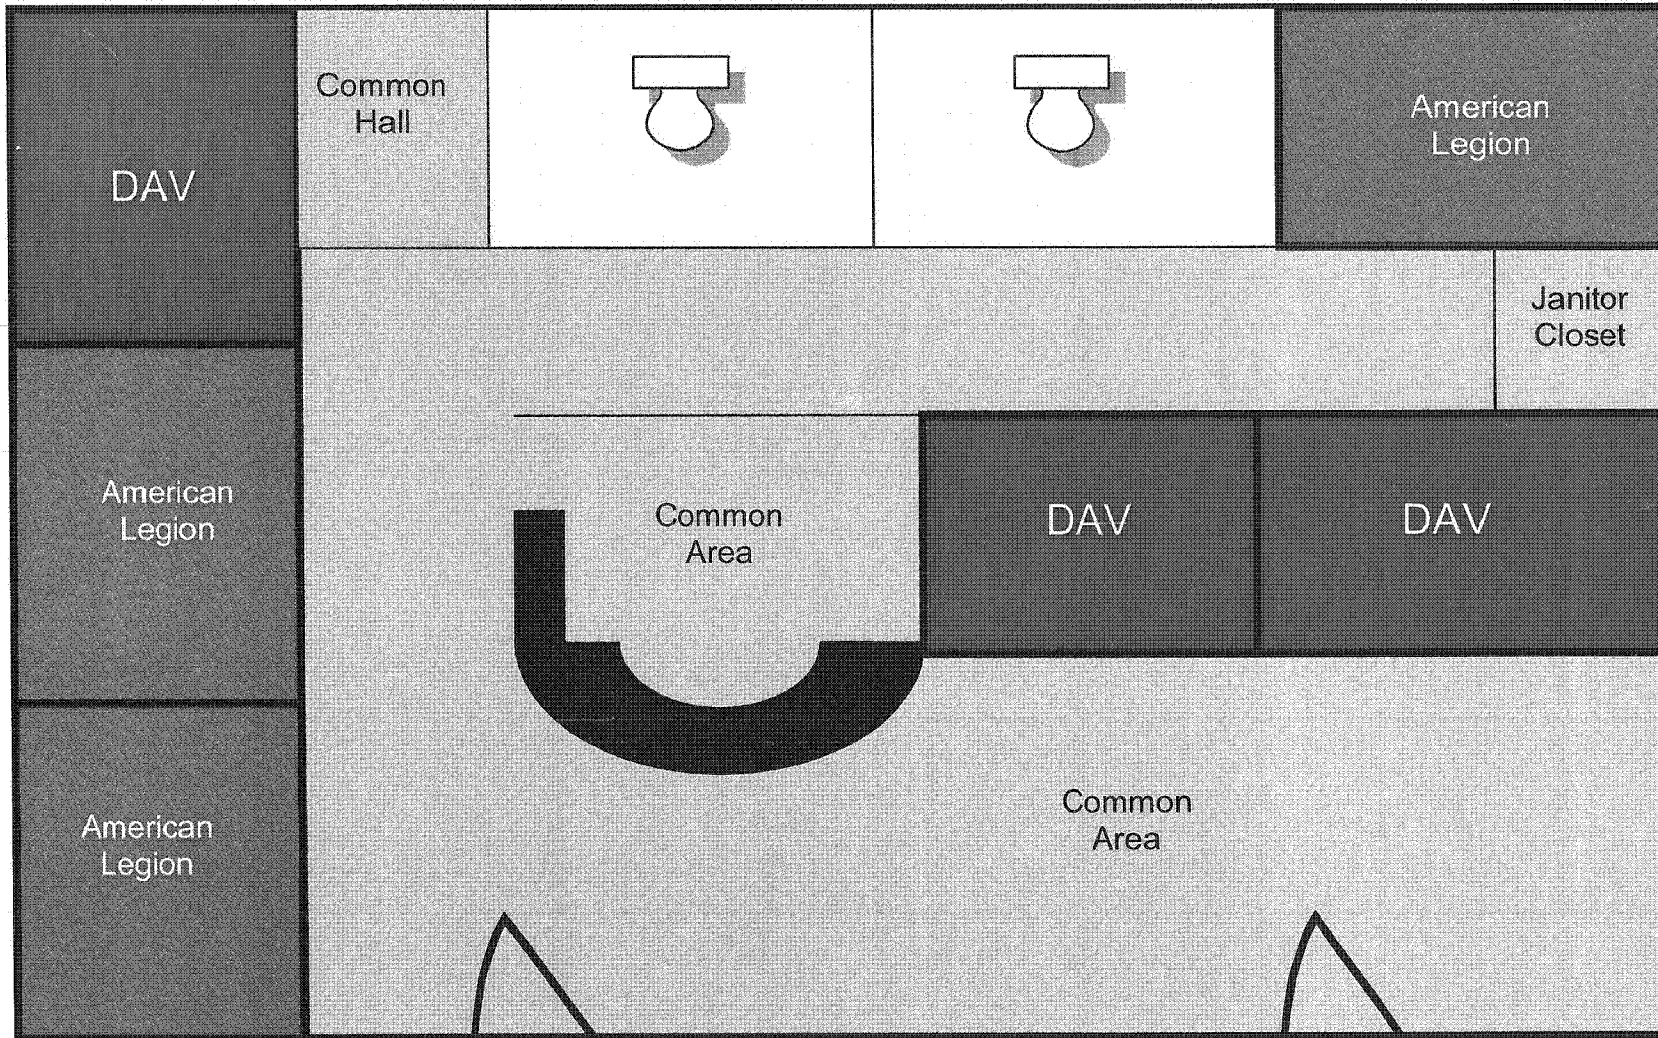 Common
Hall
American
Legion
DAV
Janitor
Closet
American
Legion
Common
Area
DAV
DAV
American
Legion
Common
Area